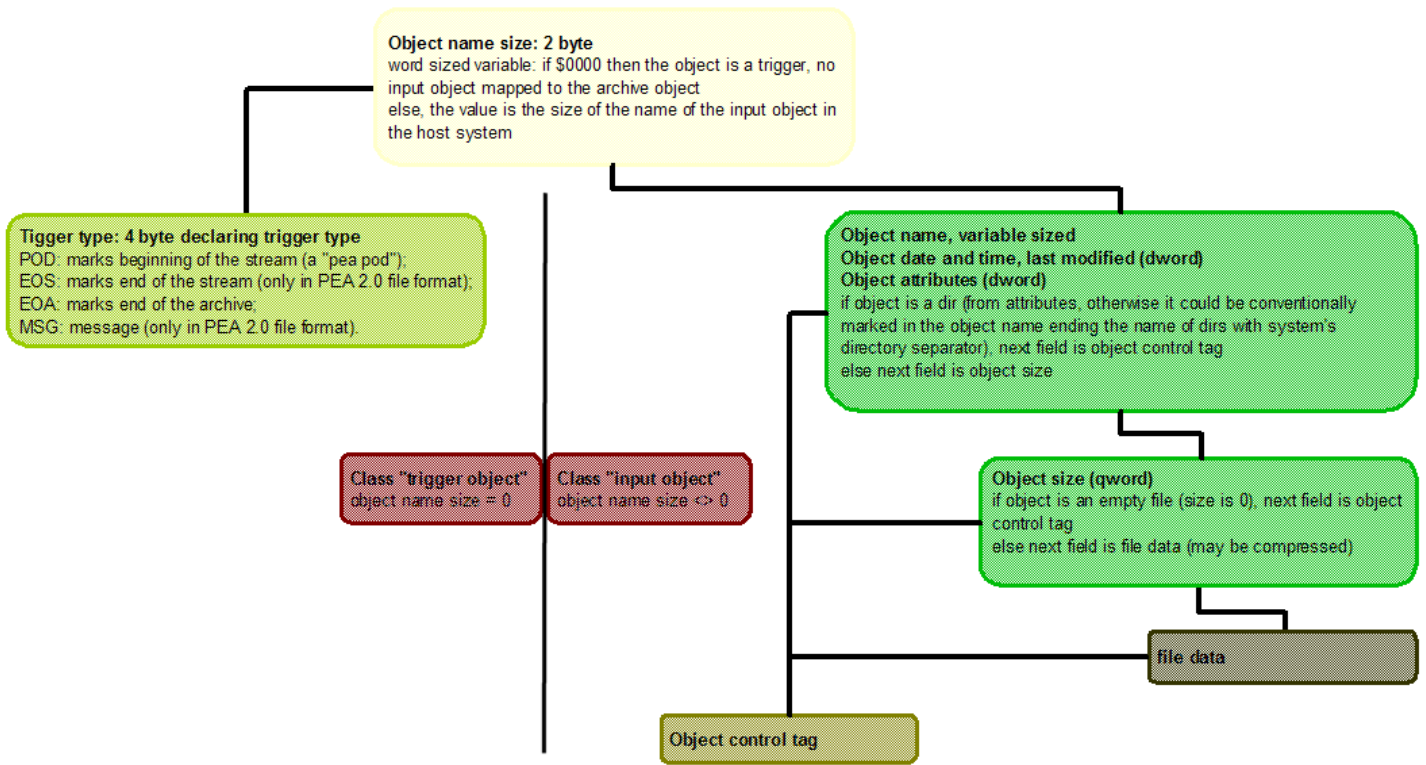 Object name size: 2 byte
word sized variable: if $0000 then the object is a trigger, no
input object mapped to the archive object
else, the value is the size of the name of the input object in
the host system
Tigger type: 4 byte declaring trigger type
POD: marks beginning of the stream (a "pea pod");
EOS: marks end of the stream (only in PEA 2.0 file format);
EOA: marks end of the archive;
MSG: message (only in PEA 2.0 file format).
Object name, variable sized
Object date and time, last modified (dword)
Object attributes (dword)
if object is a dir (from attributes, otherwise it could be conventionally
marked in the object name ending the name of dirs with system's
directory separator), next field is object control tag
else next field is object size
Class "trigger object"
object name size = 0
Class "input object"
object name size <> 0
Object size (qword)
if object is an empty file (size is 0), next field is object
control tag
else next field is file data (may be compressed)
file data
Object control tag